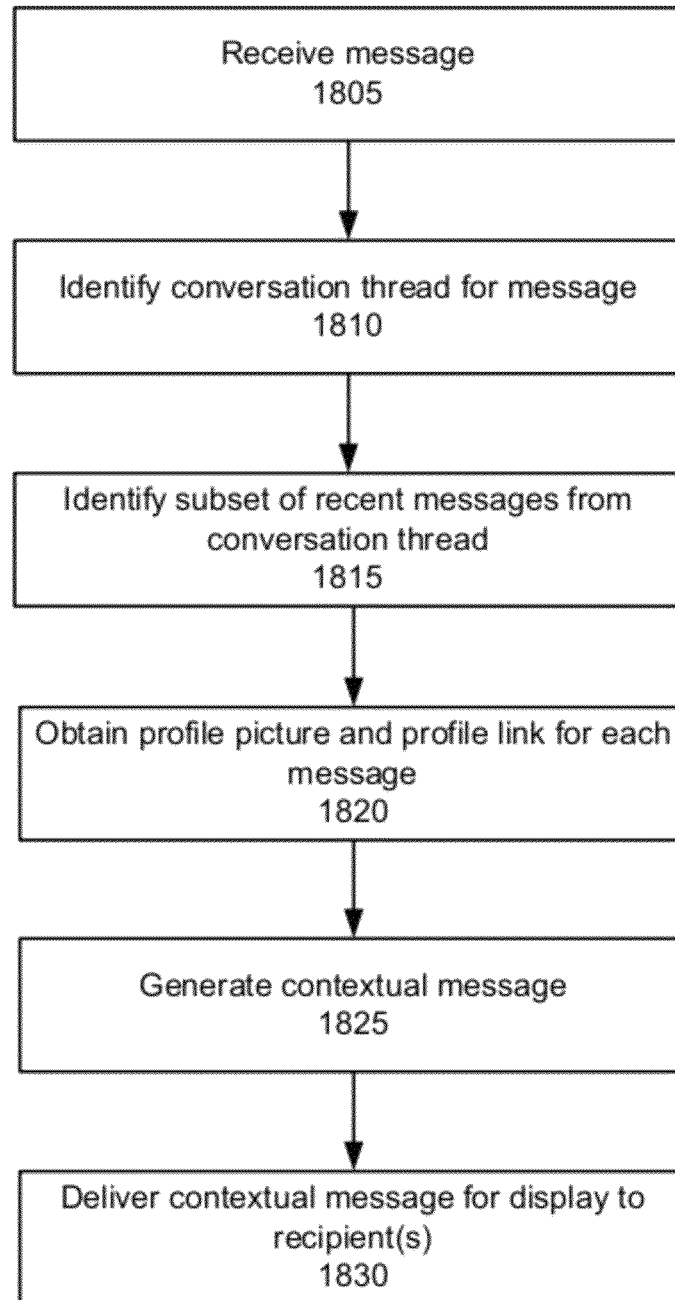 Receive message
1805
Identify conversation thread for message
1810
Identify subset of recent messages from
conversation thread
1815
Obtain profile picture and profile link for each
message
1820
Generate contextual message
1825
Deliver contextual message for display to
recipient(s)
1830